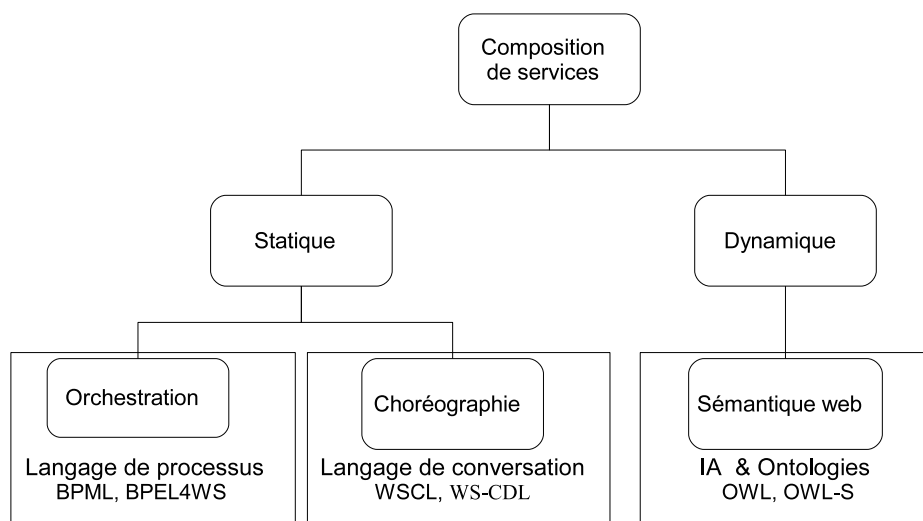 Composition
de services
Statique
Dynamique
Orchestration
Choréographie
Sémantique web
Langage de processus
BPML, BPEL4WS
Langage de conversation
WSCL, WS-CDL
IA & Ontologies
OWL, OWL-S